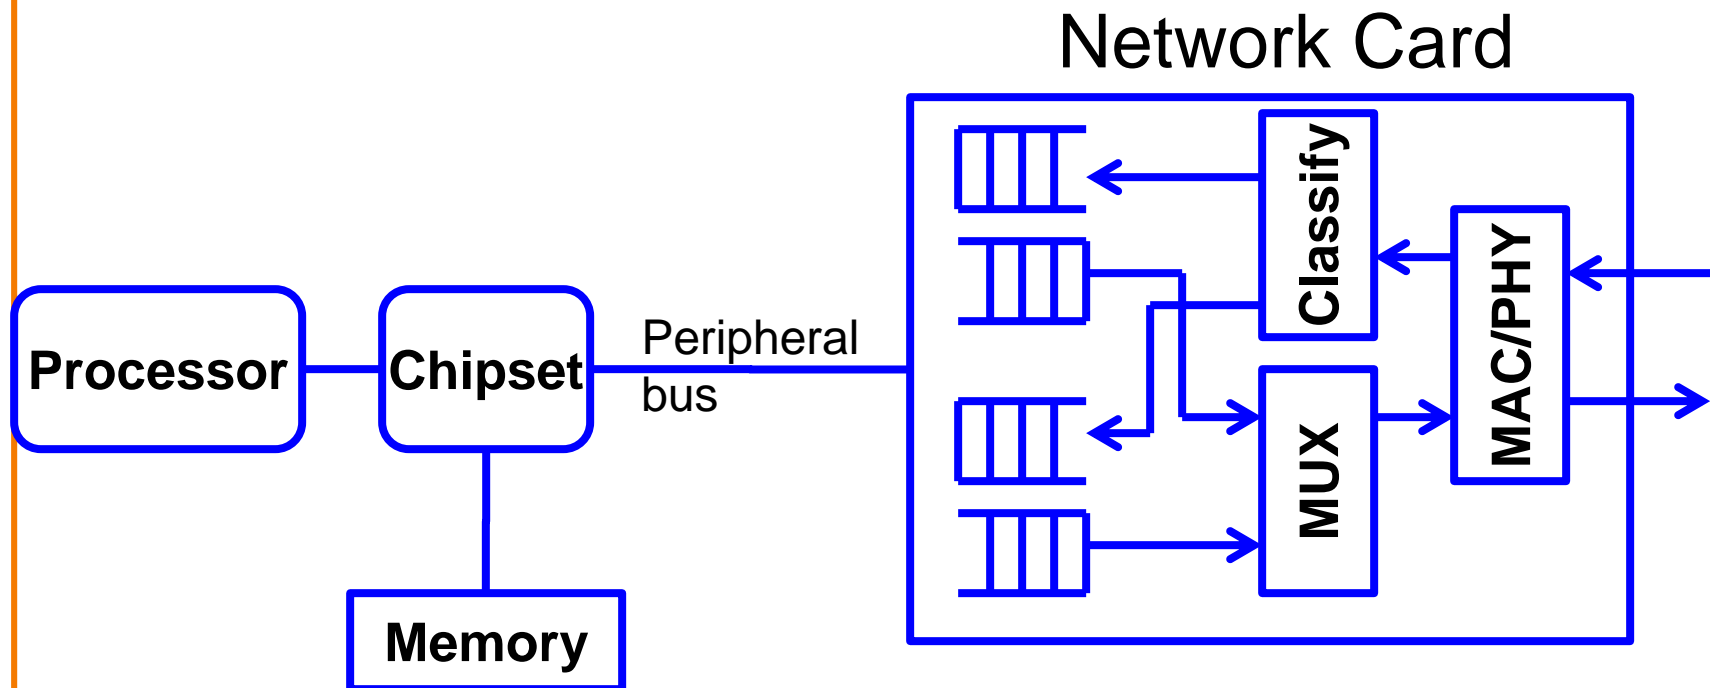 Network Card
Classify
MAC/PHY
Peripheral
bus
Processor
Chipset
MUX
Memory